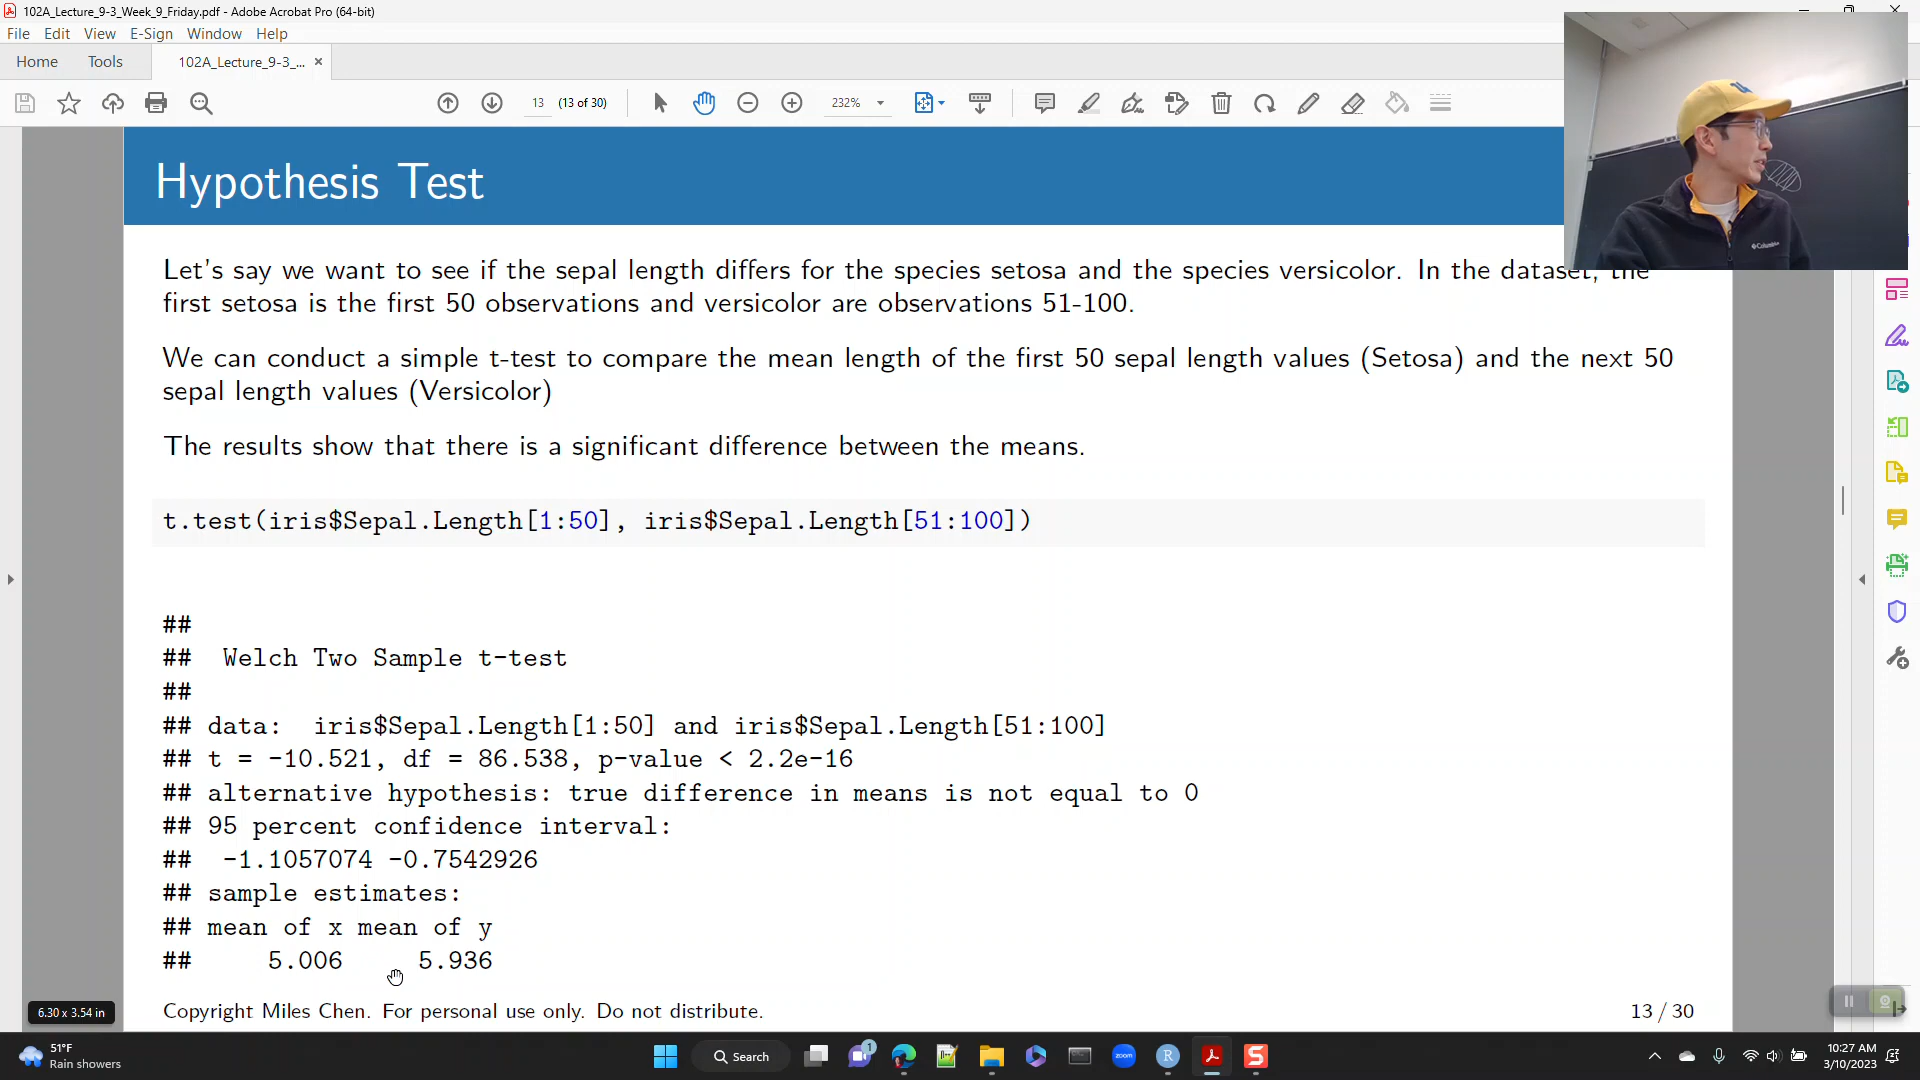 102A_Lecture_9-3_Week_9_Friday.pdf - Adobe Acrobat Pro (64-bit)
File Edit View E-Sign Window Help
Home Tools 102A_Lecture_9-3_... ×
13 (13 of 30) 232%
Hypothesis Test
Let's say we want to see if the sepal length differs for the species setosa and the species versicolor. In the dataset, the
first setosa is the first 50 observations and versicolor are observations 51-100.
We can conduct a simple t-test to compare the mean length of the first 50 sepal length values (Setosa) and the next 50
sepal length values (Versicolor)
The results show that there is a significant difference between the means.
t.test(iris$Sepal.Length[1:50], iris$Sepal.Length[51:100])
##
## Welch Two Sample t-test
##
## data: iris$Sepal.Length[1:50] and iris$Sepal.Length[51:100]
## t = -10.521, df = 86.538, p-value < 2.2e-16
## alternative hypothesis: true difference in means is not equal to 0
## 95 percent confidence interval:
## -1.1057074 -0.7542926
## sample estimates:
## mean of x mean of y
## 5.006 5.936
Copyright Miles Chen. For personal use only. Do not distribute.
13 / 30
6.30 x 3.54 in
Columbia
51°F
Rain showers
Search
1
zoom
R
S
10:27 AM
3/10/2023